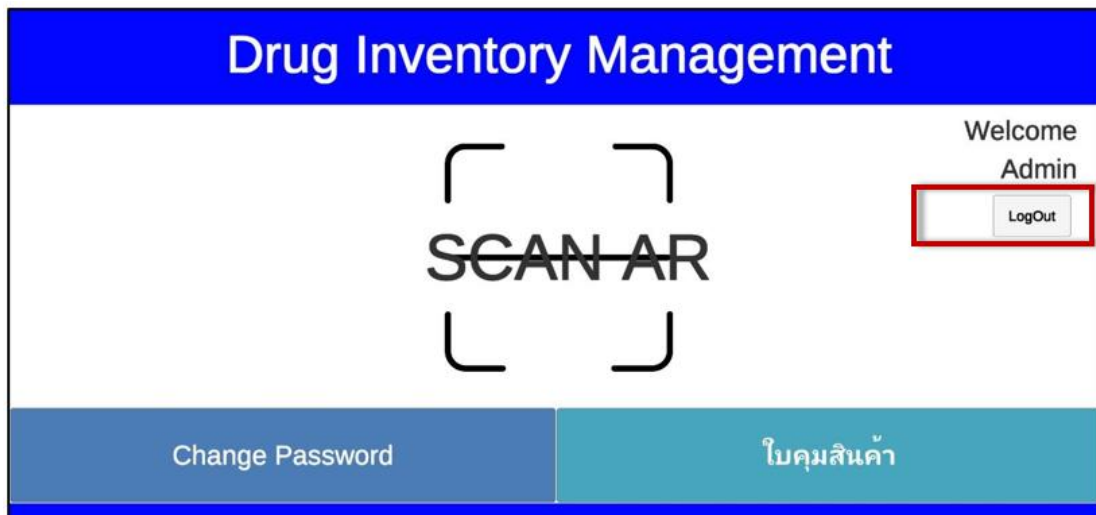 Drug Inventory Management
Welcome
Admin
LogOut
SCAN AR
Change Password
ใบคุมสินค้า